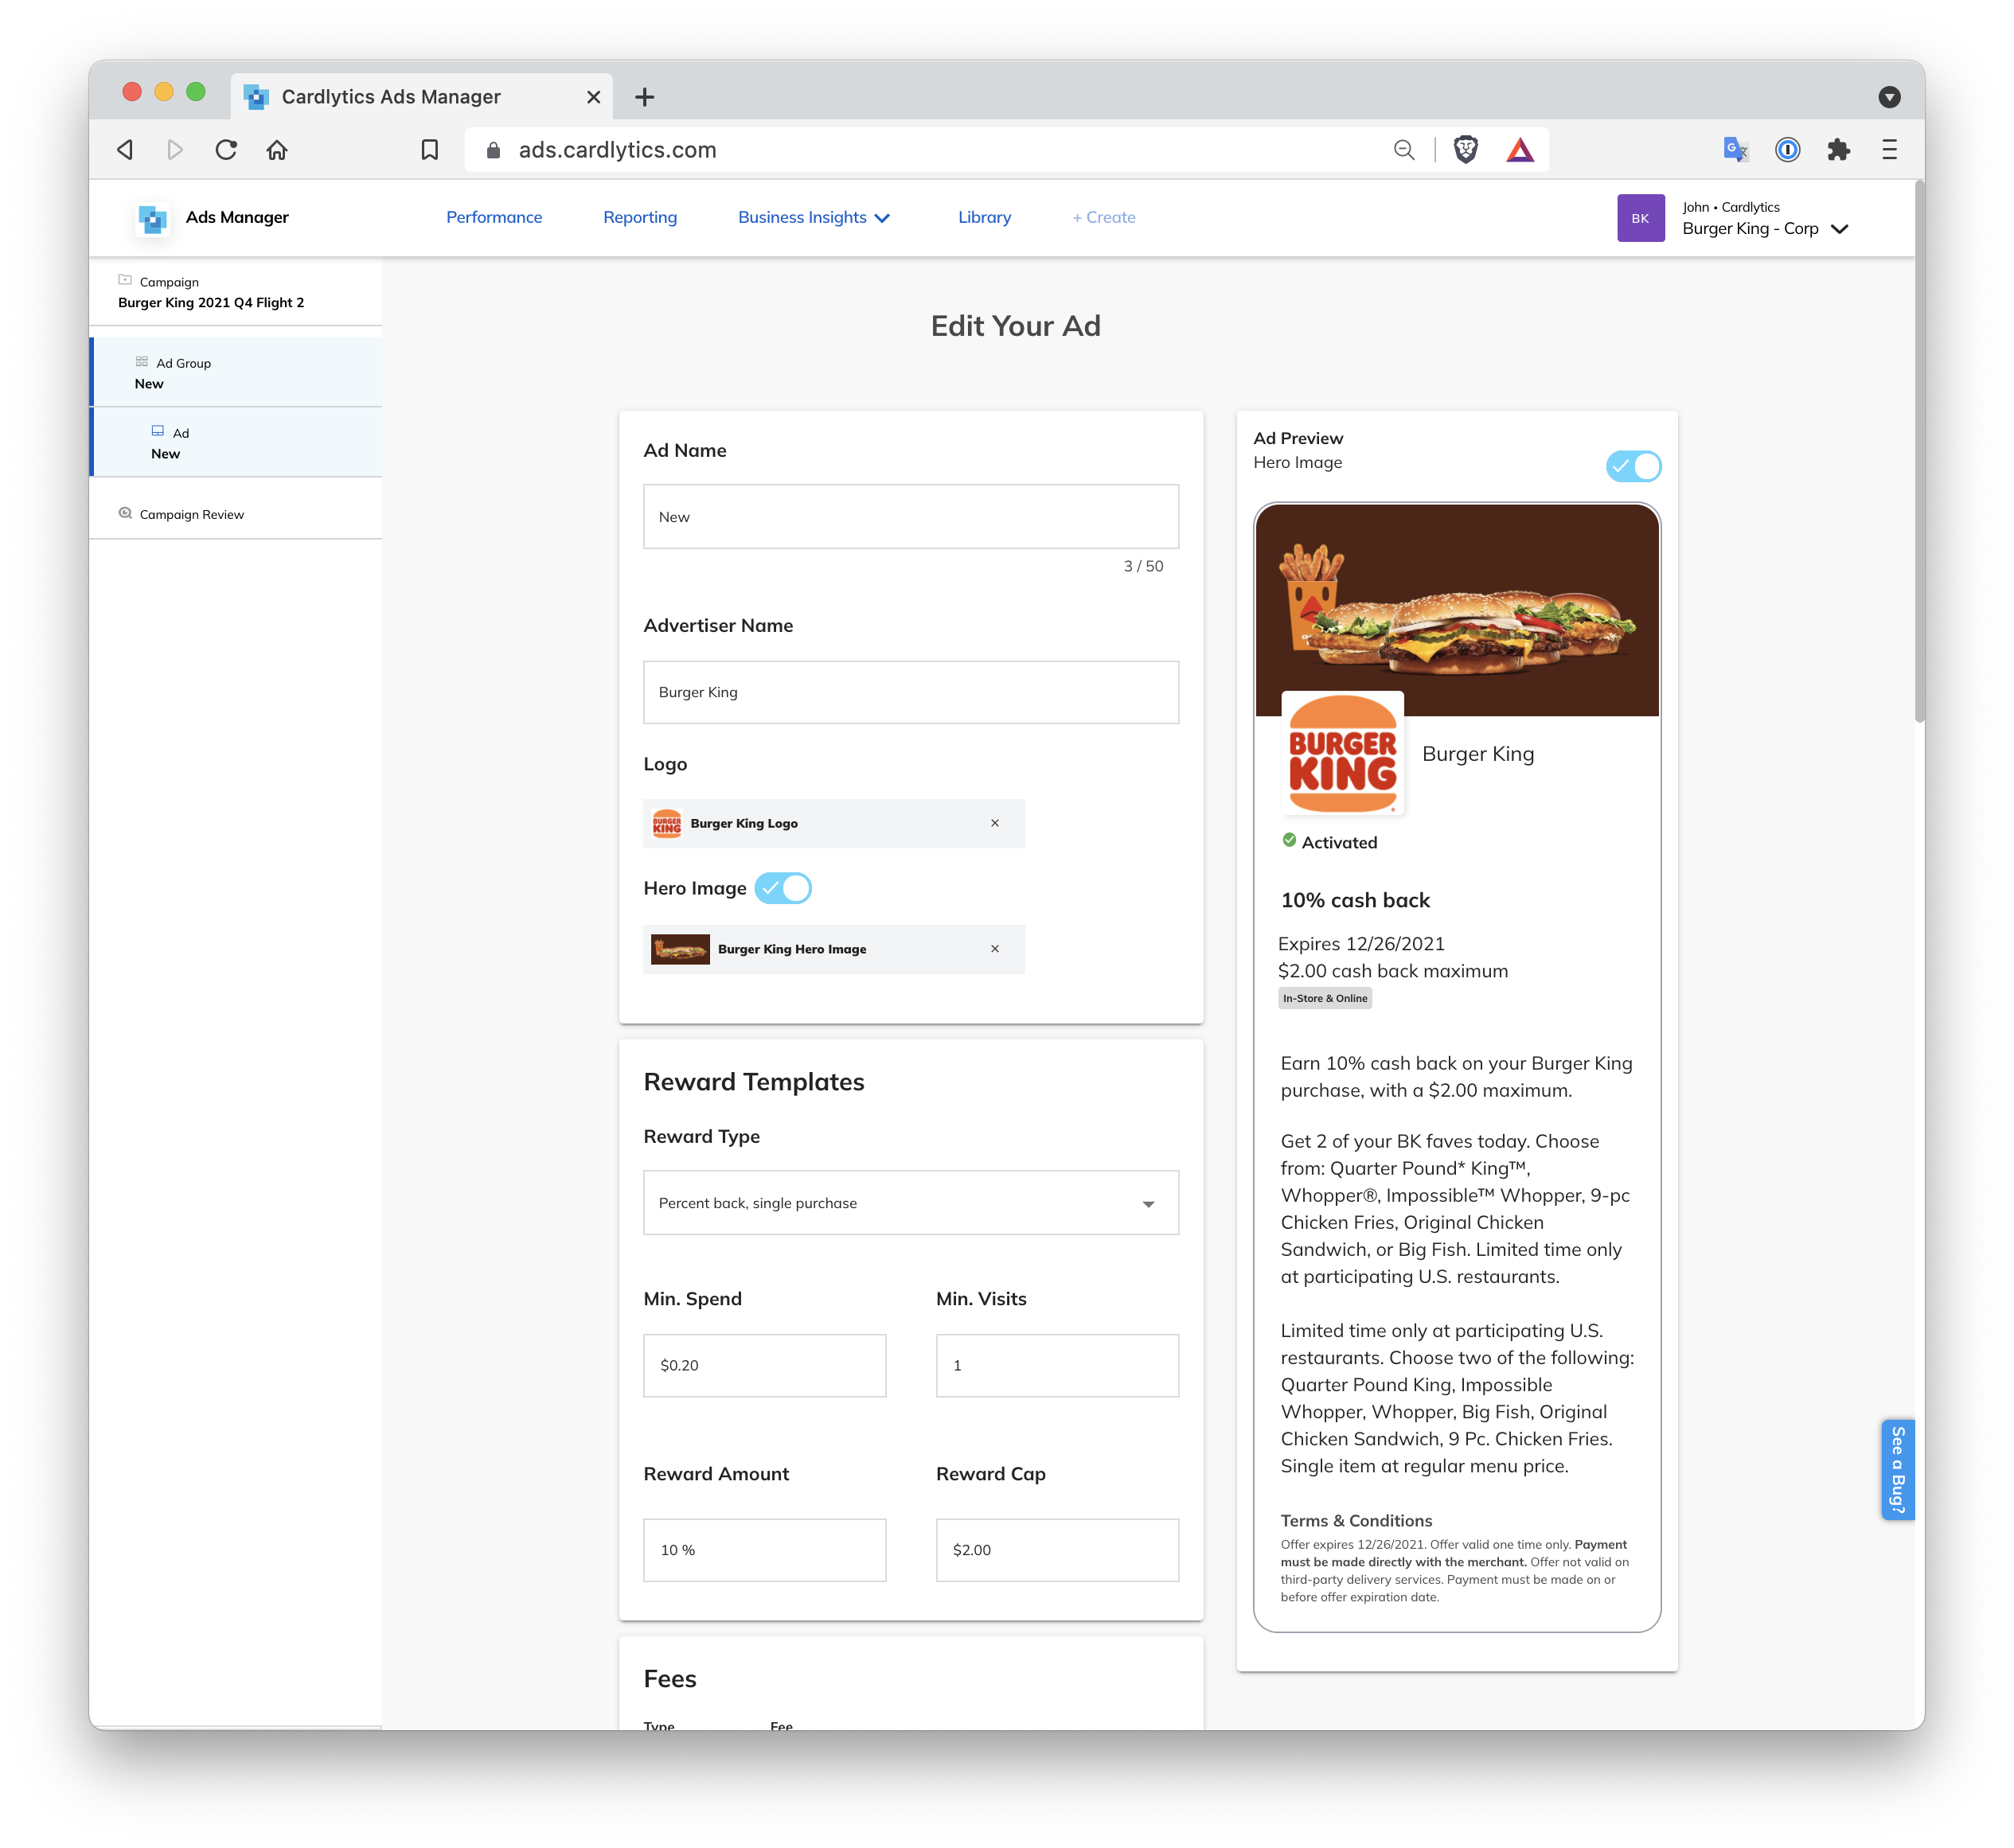 Cardlytics Ads Manager
ads.cardlytics.com
Ads Manager
Performance
Reporting
Business Insights
Library
+ Create
BK
John • Cardlytics
Burger King - Corp
Campaign
Burger King 2021 Q4 Flight 2
Ad Group
New
Ad
New
Campaign Review
Edit Your Ad
Ad Name
New
3 / 50
Advertiser Name
Burger King
Logo
BURGER
KING
Burger King Logo
Hero Image
Burger King Hero Image
Reward Templates
Reward Type
Percent back, single purchase
Min. Spend
Min. Visits
$0.20
1
Reward Amount
Reward Cap
10 %
$2.00
Fees
Type
Fee
Ad Preview
Hero Image
BURGER
KING
Burger King
Activated
10% cash back
Expires 12/26/2021
$2.00 cash back maximum
In-Store & Online
Earn 10% cash back on your Burger King
purchase, with a $2.00 maximum.
Get 2 of your BK faves today. Choose
from: Quarter Pound* King™,
Whopper®, Impossible™ Whopper, 9-pc
Chicken Fries, Original Chicken
Sandwich, or Big Fish. Limited time only
at participating U.S. restaurants.
Limited time only at participating U.S.
restaurants. Choose two of the following:
Quarter Pound King, Impossible
Whopper, Whopper, Big Fish, Original
Chicken Sandwich, 9 Pc. Chicken Fries.
Single item at regular menu price.
Terms & Conditions
Offer expires 12/26/2021. Offer valid one time only. Payment
must be made directly with the merchant. Offer not valid on
third-party delivery services. Payment must be made on or
before offer expiration date.
See a Bug?